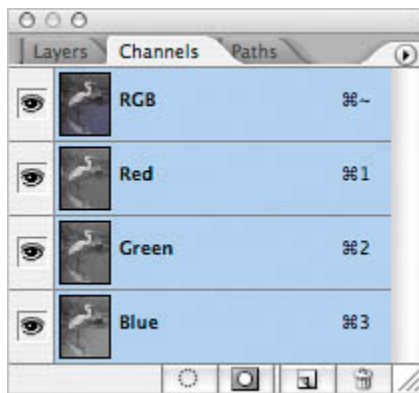 Layers Channels Paths
RGB ⌘~
Red ⌘1
Green ⌘2
Blue ⌘3